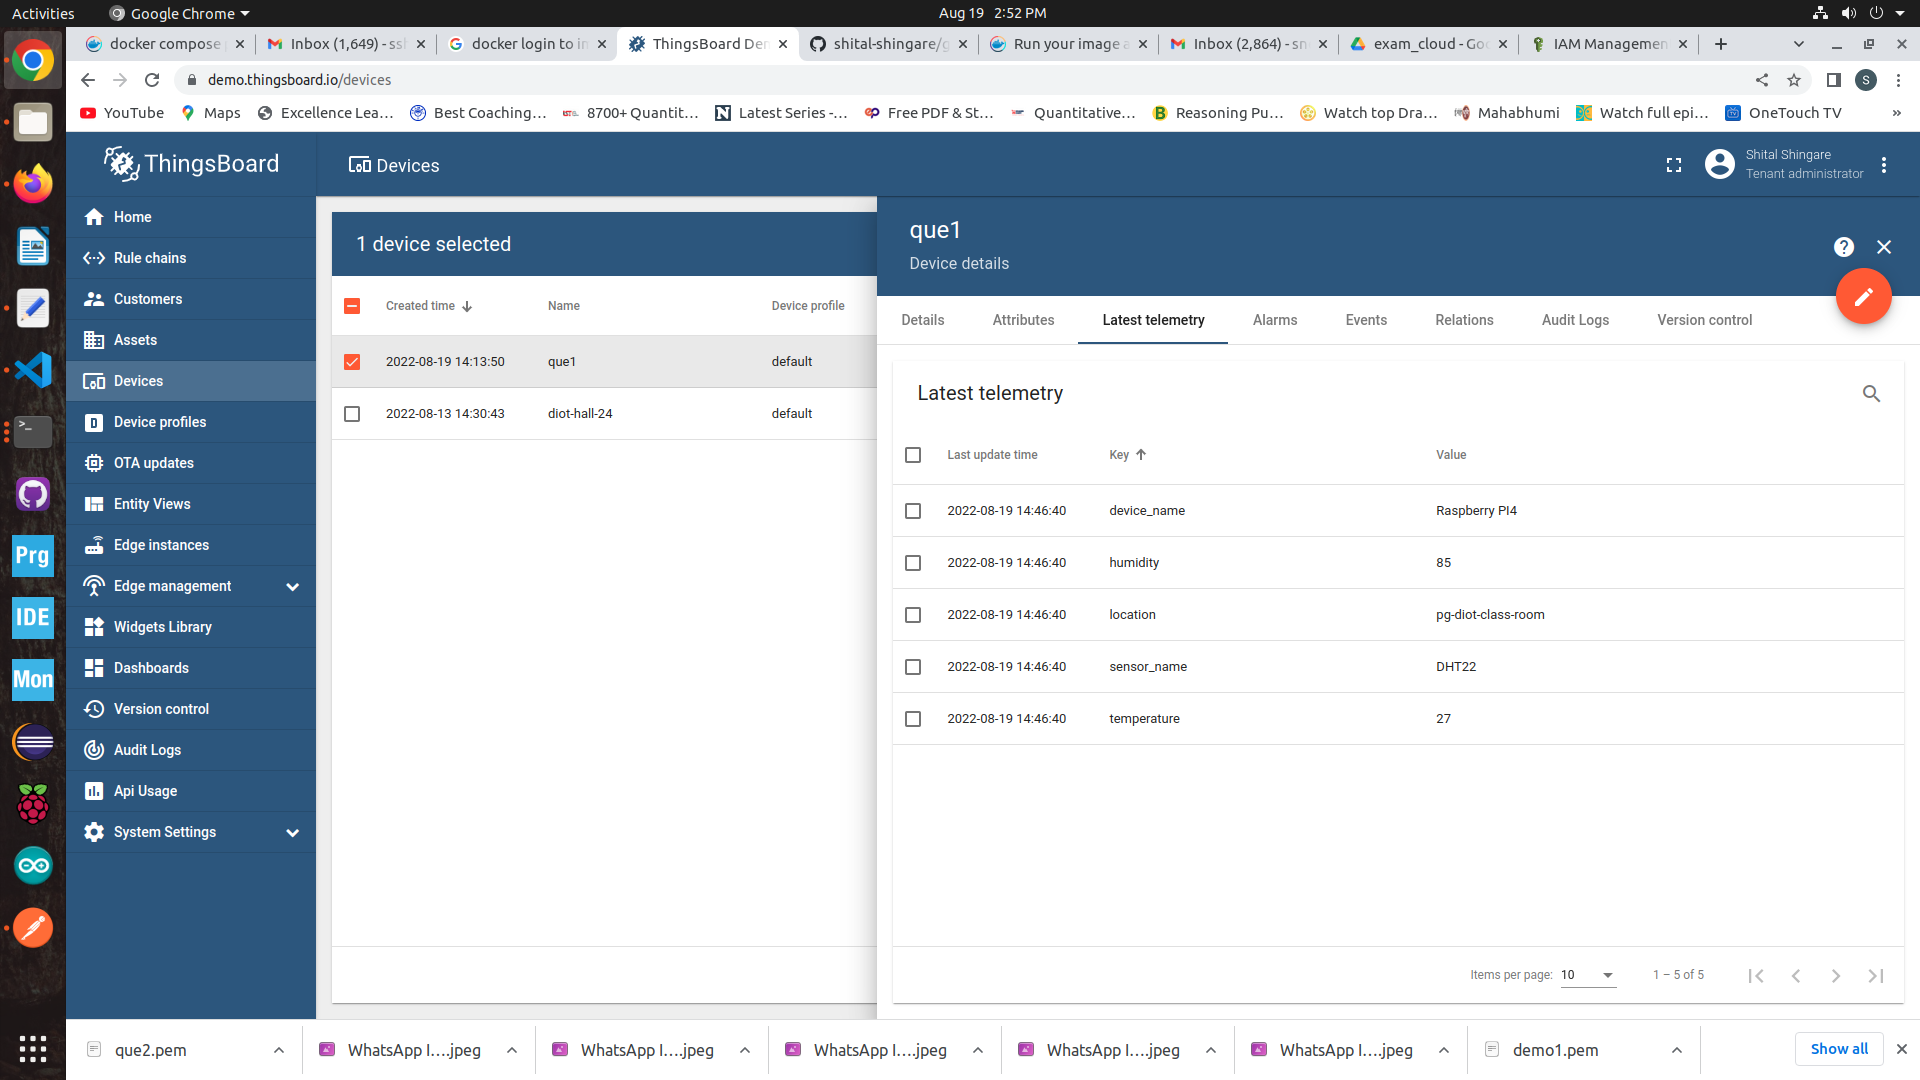 Activities
Google Chrome
Aug 19 2:52 PM
docker compose
Inbox (1,649) - ssh
docker login to in
ThingsBoard Dem
shital-shingare/g
Run your image a
Inbox (2,864) - sn
exam_cloud - Goo
IAM Managemen
demo.thingsboard.io/devices
S
YouTube
Maps
Excellence Lea...
Best Coaching...
8700+ Quantit...
Latest Series -...
Free PDF & St...
Quantitative...
Reasoning Pu...
Watch top Dra...
Mahabhumi
Watch full epi...
OneTouch TV
»
ThingsBoard
Devices
Shital Shingare
Tenant administrator
Home
Rule chains
Customers
Assets
Devices
Device profiles
OTA updates
Entity Views
Edge instances
Edge management
Widgets Library
Dashboards
Version control
Audit Logs
Api Usage
System Settings
Prg
IDE
Mon
1 device selected
Created time
Name
Device profile
2022-08-19 14:13:50
que1
default
2022-08-13 14:30:43
diot-hall-24
default
que1
Device details
Details
Attributes
Latest telemetry
Alarms
Events
Relations
Audit Logs
Version control
Latest telemetry
Last update time
Key
Value
2022-08-19 14:46:40
device_name
Raspberry PI4
2022-08-19 14:46:40
humidity
85
2022-08-19 14:46:40
location
pg-diot-class-room
2022-08-19 14:46:40
sensor_name
DHT22
2022-08-19 14:46:40
temperature
27
Items per page:
10
1 – 5 of 5
que2.pem
WhatsApp I....jpeg
WhatsApp I....jpeg
WhatsApp I....jpeg
WhatsApp I....jpeg
WhatsApp I....jpeg
demo1.pem
Show all